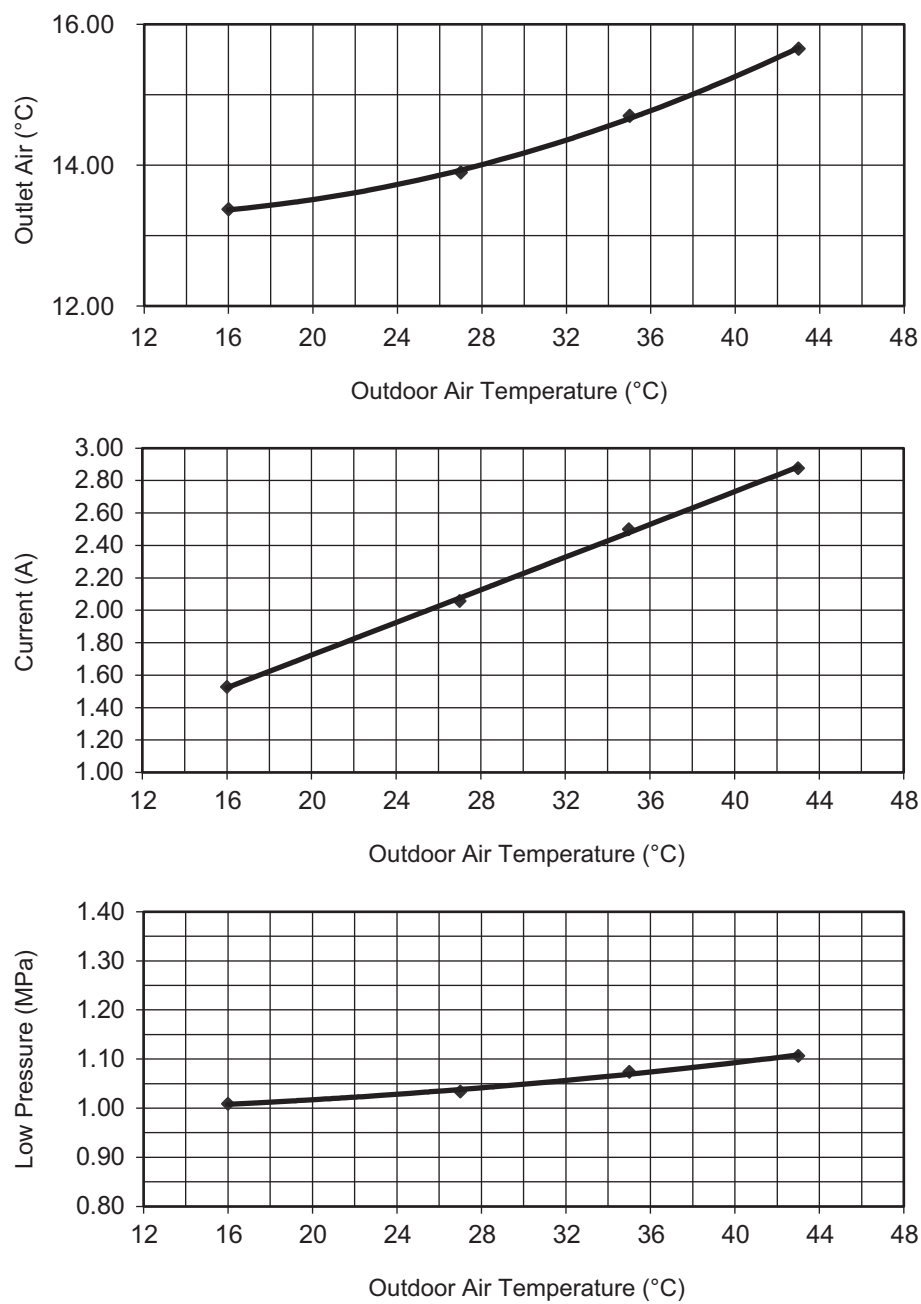 16.00
14.00
12.00
Outlet Air (°C)
12 16 20 24 28 32 36 40 44 48
Outdoor Air Temperature (°C)
3.00
2.80
2.60
2.40
2.20
2.00
1.80
1.60
1.40
1.20
1.00
Current (A)
12 16 20 24 28 32 36 40 44 48
Outdoor Air Temperature (°C)
1.40
1.30
1.20
1.10
1.00
0.90
0.80
Low Pressure (MPa)
12 16 20 24 28 32 36 40 44 48
Outdoor Air Temperature (°C)